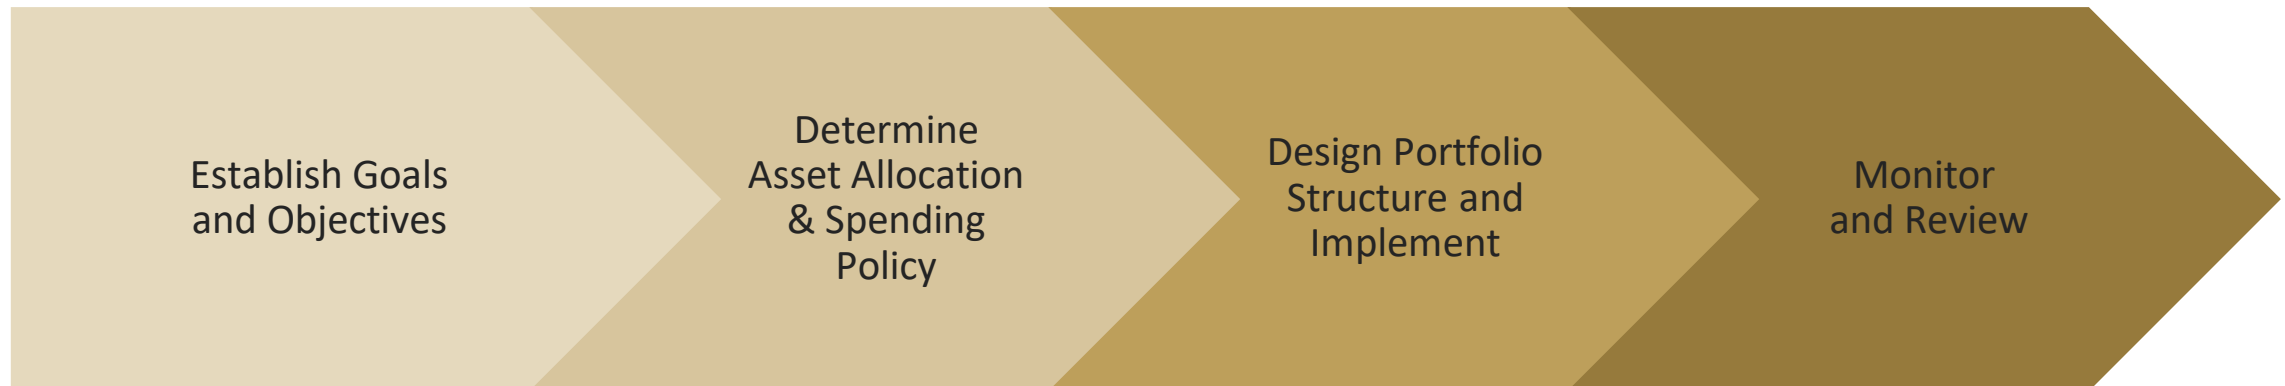 Establish Goals
and Objectives
Determine
Asset Allocation
& Spending
Policy
Design Portfolio
Structure and
Implement
Monitor
and Review